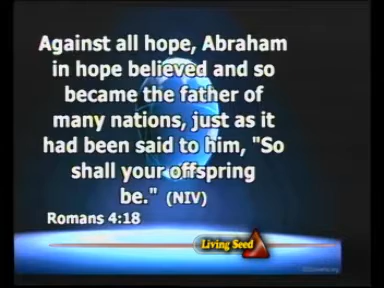 Against all hope, Abraham
in hope believed and so
became the father of
many nations, just as it
had been said to him, "So
shall your offspring
be." (NIV)
Romans 4:18
Living Seed